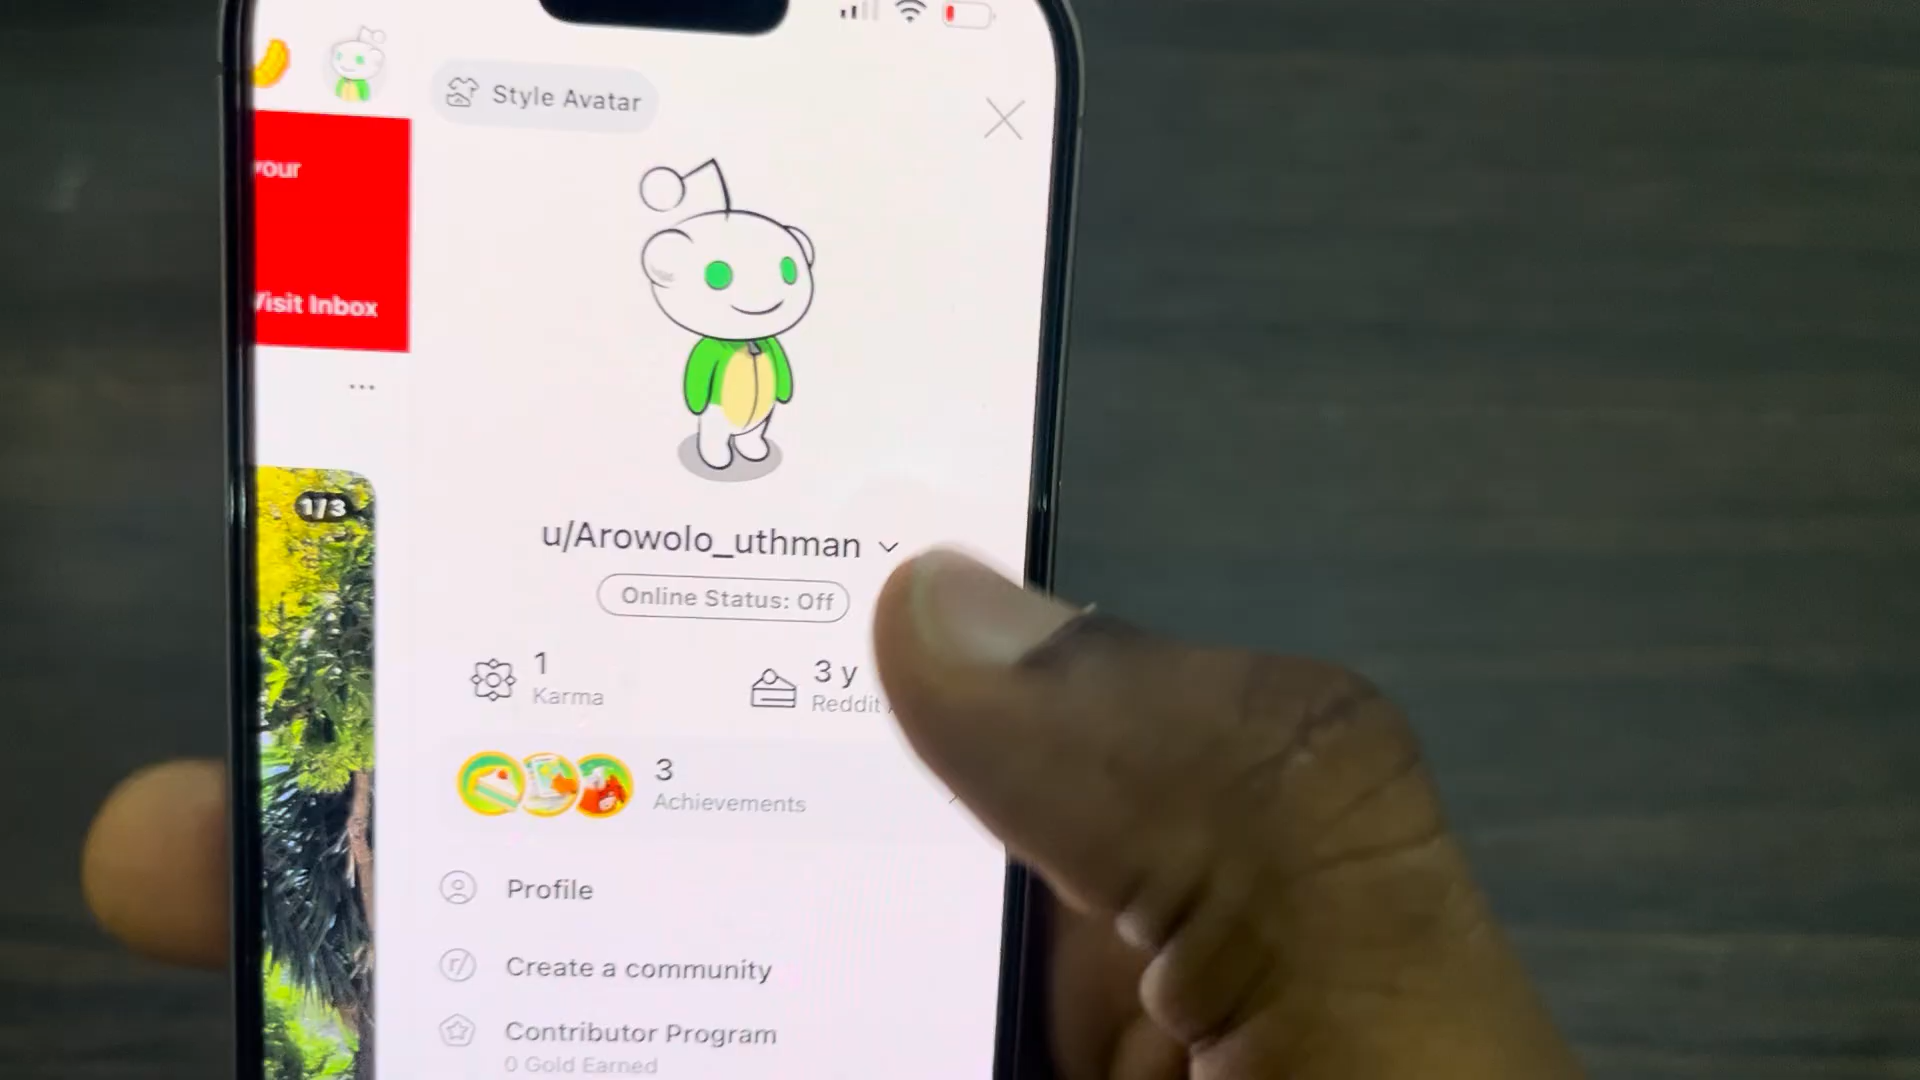 Style Avatar
your
Visit Inbox
1/3
u/Arowolo_uthman
Online Status: Off
1
Karma
3 y
Reddit
3
Achievements
Profile
r/
Create a community
Contributor Program
0 Gold Earned